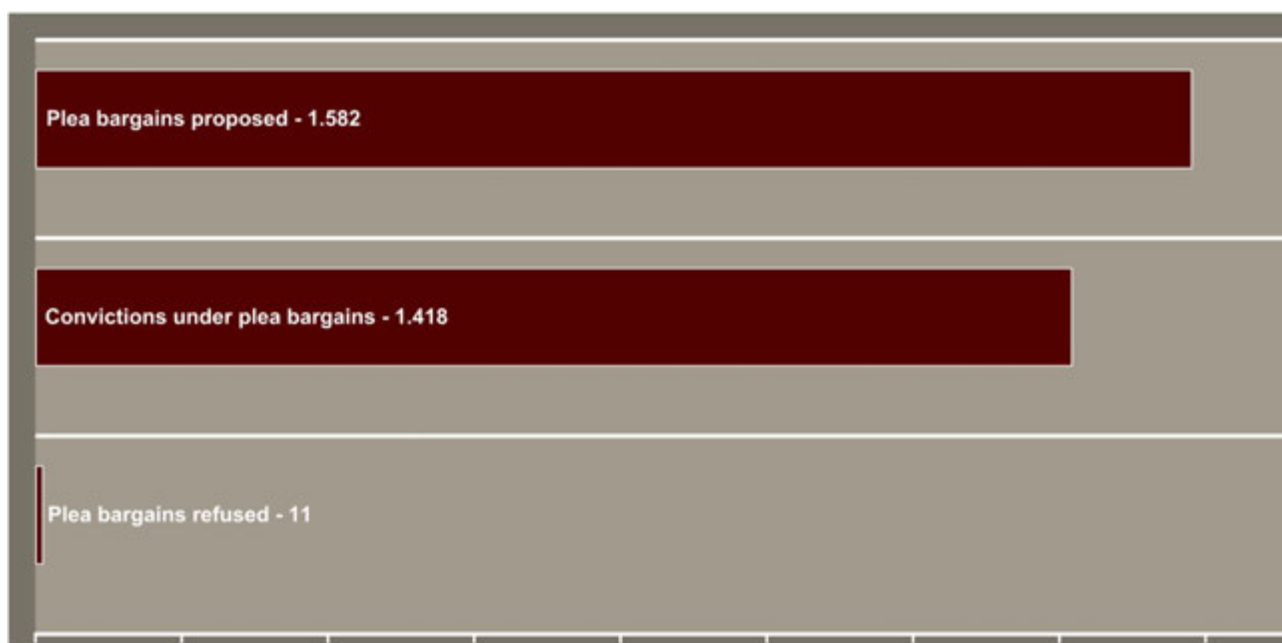 Plea bargains proposed - 1.582
Convictions under plea bargains - 1.418
Plea bargains refused - 11